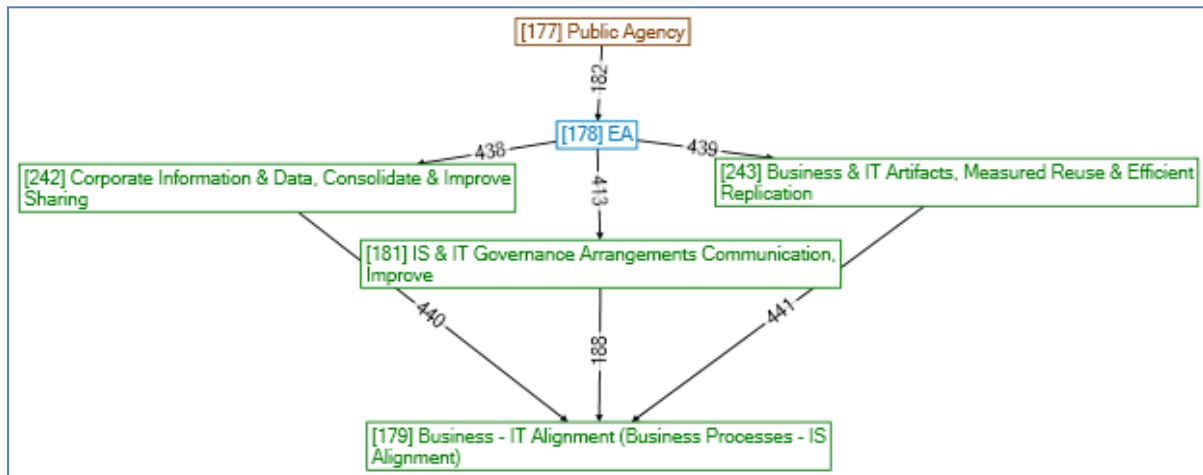 [177] Public Agency
182
[178] EA
438
413
439
[242] Corporate Information & Data, Consolidate & Improve
Sharing
[243] Business & IT Artifacts, Measured Reuse & Efficient
Replication
[181] IS & IT Governance Arrangements Communication,
Improve
440
188
441
[179] Business - IT Alignment (Business Processes - IS
Alignment)